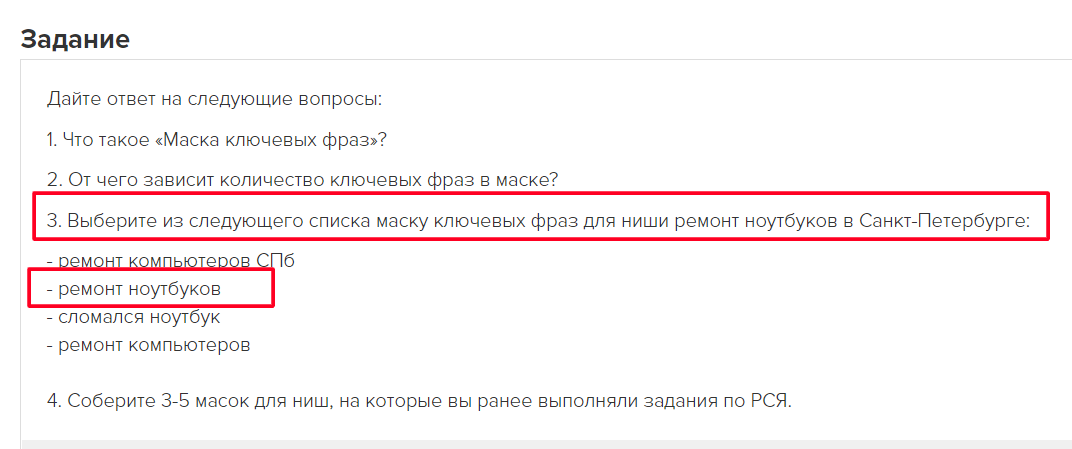 Задание
Дайте ответ на следующие вопросы:
1. Что такое «Маска ключевых фраз»?
2. От чего зависит количество ключевых фраз в маске?
3. Выберите из следующего списка маску ключевых фраз для ниши ремонт ноутбуков в Санкт-Петербурге:
- ремонт компьютеров СПб
- ремонт ноутбуков
- сломался ноутбук
- ремонт компьютеров
4. Соберите 3-5 масок для ниш, на которые вы ранее выполняли задания по РСЯ.